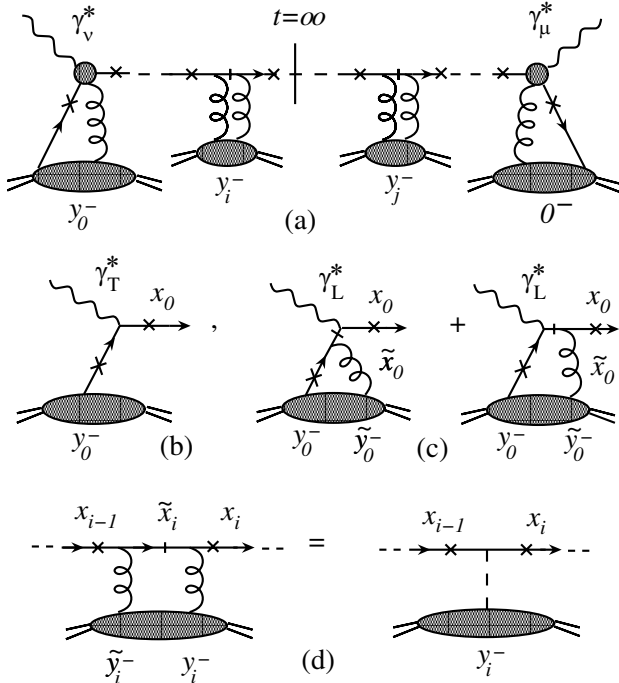 γ*ν t=∞ γ*μ
y0− yi− yj− 0−
(a)
γ*T x0 , γ*L x0 + γ*L x0
x̃0 x̃0
y0− (b) y0− ỹ0− (c) y0− ỹ0−
xi−1 x̃i xi = xi−1 xi
ỹi− yi− (d) yi−